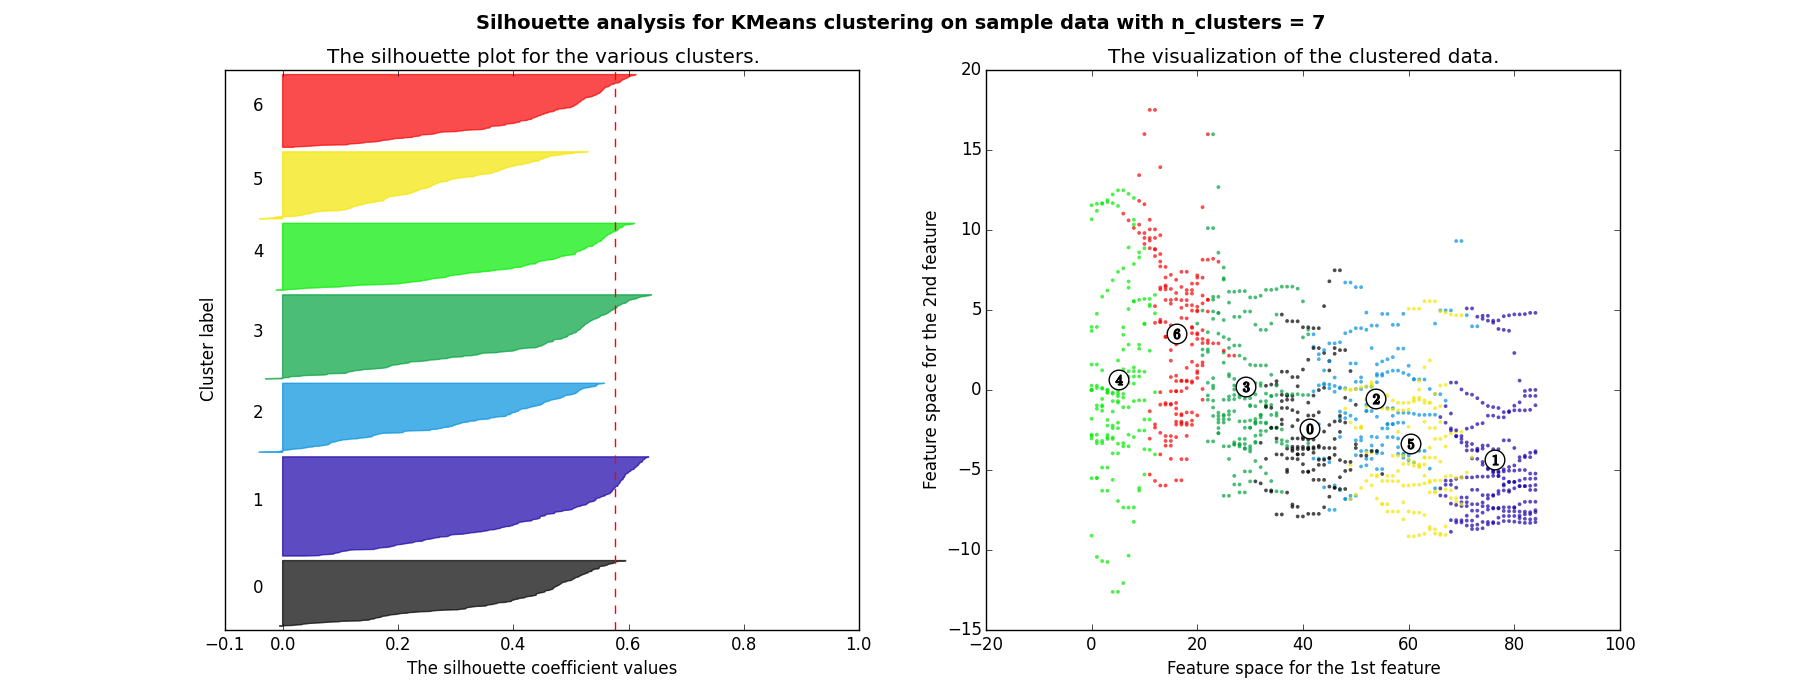 Silhouette analysis for KMeans clustering on sample data with n_clusters = 7
The silhouette plot for the various clusters.
6
5
4
3
2
1
0
Cluster label
−0.1 0.0 0.2 0.4 0.6 0.8 1.0
The silhouette coefficient values
The visualization of the clustered data.
20
15
10
5
0
−5
−10
−15
Feature space for the 2nd feature
6
4
3
2
0
5
1
−20 0 20 40 60 80 100
Feature space for the 1st feature